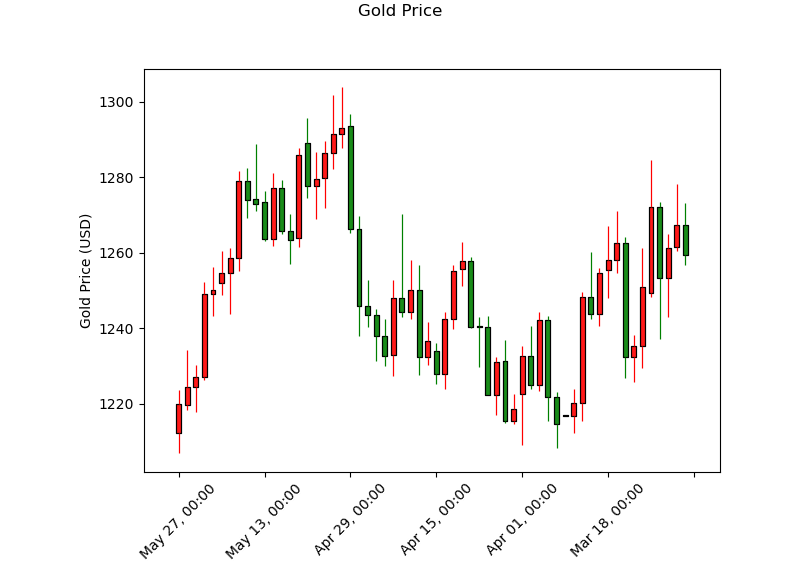 Gold Price
Gold Price (USD)
1300
1280
1260
1240
1220
May 27, 00:00
May 13, 00:00
Apr 29, 00:00
Apr 15, 00:00
Apr 01, 00:00
Mar 18, 00:00